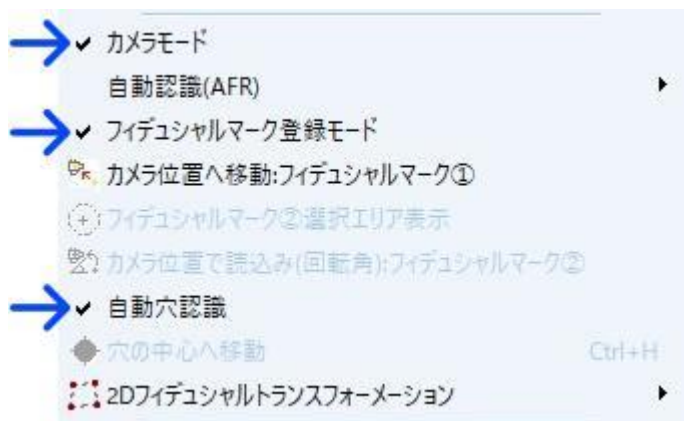 カメラモード
自動認識(AFR)
フィデュシャルマーク登録モード
カメラ位置へ移動:フィデュシャルマーク①
フィデュシャルマーク②選択エリア表示
カメラ位置で読込み(回転角):フィデュシャルマーク②
自動穴認識
穴の中心へ移動 Ctrl+H
2Dフィデュシャルトランスフォーメーション